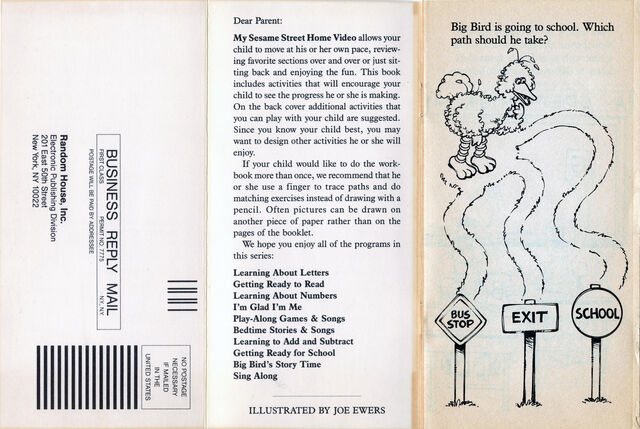 Random House, Inc.
Electronic Publishing Division
201 East 50th Street
New York, NY 10022
BUSINESS REPLY MAIL
FIRST CLASS PERMIT NO. 7775 NY, NY
POSTAGE WILL BE PAID BY ADDRESSEE
NO POSTAGE
NECESSARY
IF MAILED
IN THE
UNITED STATES
Dear Parent:
My Sesame Street Home Video allows your
child to move at his or her own pace, review-
ing favorite sections over and over or just sit-
ting back and enjoying the fun. This book
includes activities that will encourage your
child to see the progress he or she is making.
On the back cover additional activities that
you can play with your child are suggested.
Since you know your child best, you may
want to design other activities he or she will
enjoy.
If your child would like to do the work-
book more than once, we recommend that he
or she use a finger to trace paths and do
matching exercises instead of drawing with a
pencil. Often pictures can be drawn on
another piece of paper rather than on the
pages of the booklet.
We hope you enjoy all of the programs in
this series:
Learning About Letters
Getting Ready to Read
Learning About Numbers
I'm Glad I'm Me
Play-Along Games & Songs
Bedtime Stories & Songs
Learning to Add and Subtract
Getting Ready for School
Big Bird's Story Time
Sing Along
ILLUSTRATED BY JOE EWERS
Big Bird is going to school. Which
path should he take?
BUS
STOP
EXIT
SCHOOL